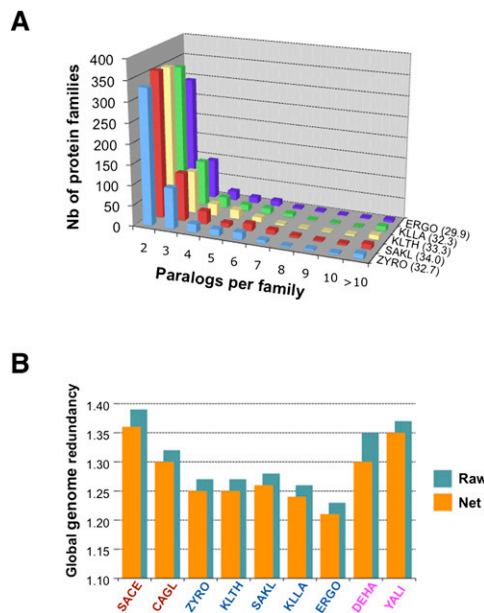 A
Nb of protein families
400
350
300
250
200
150
100
50
0
2 3 4 5 6 7 8 9 10 >10
Paralogs per family
ERGO (29.9)
KLLA (32.3)
KLTH (33.3)
SAKL (34.0)
ZYRO (32.7)
B
Global genome redundancy
1.40
1.35
1.30
1.25
1.20
1.15
1.10
SACE CAGL ZYRO KLTH SAKL KLLA ERGO DEHA YALI
Raw
Net